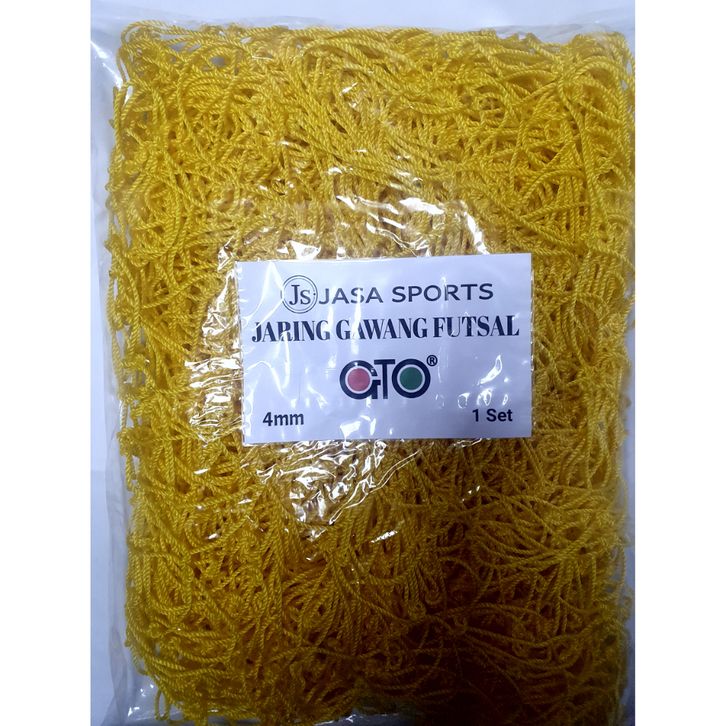 Js JASA SPORTS
JARING GAWANG FUTSAL
GTO®
4mm 1 Set